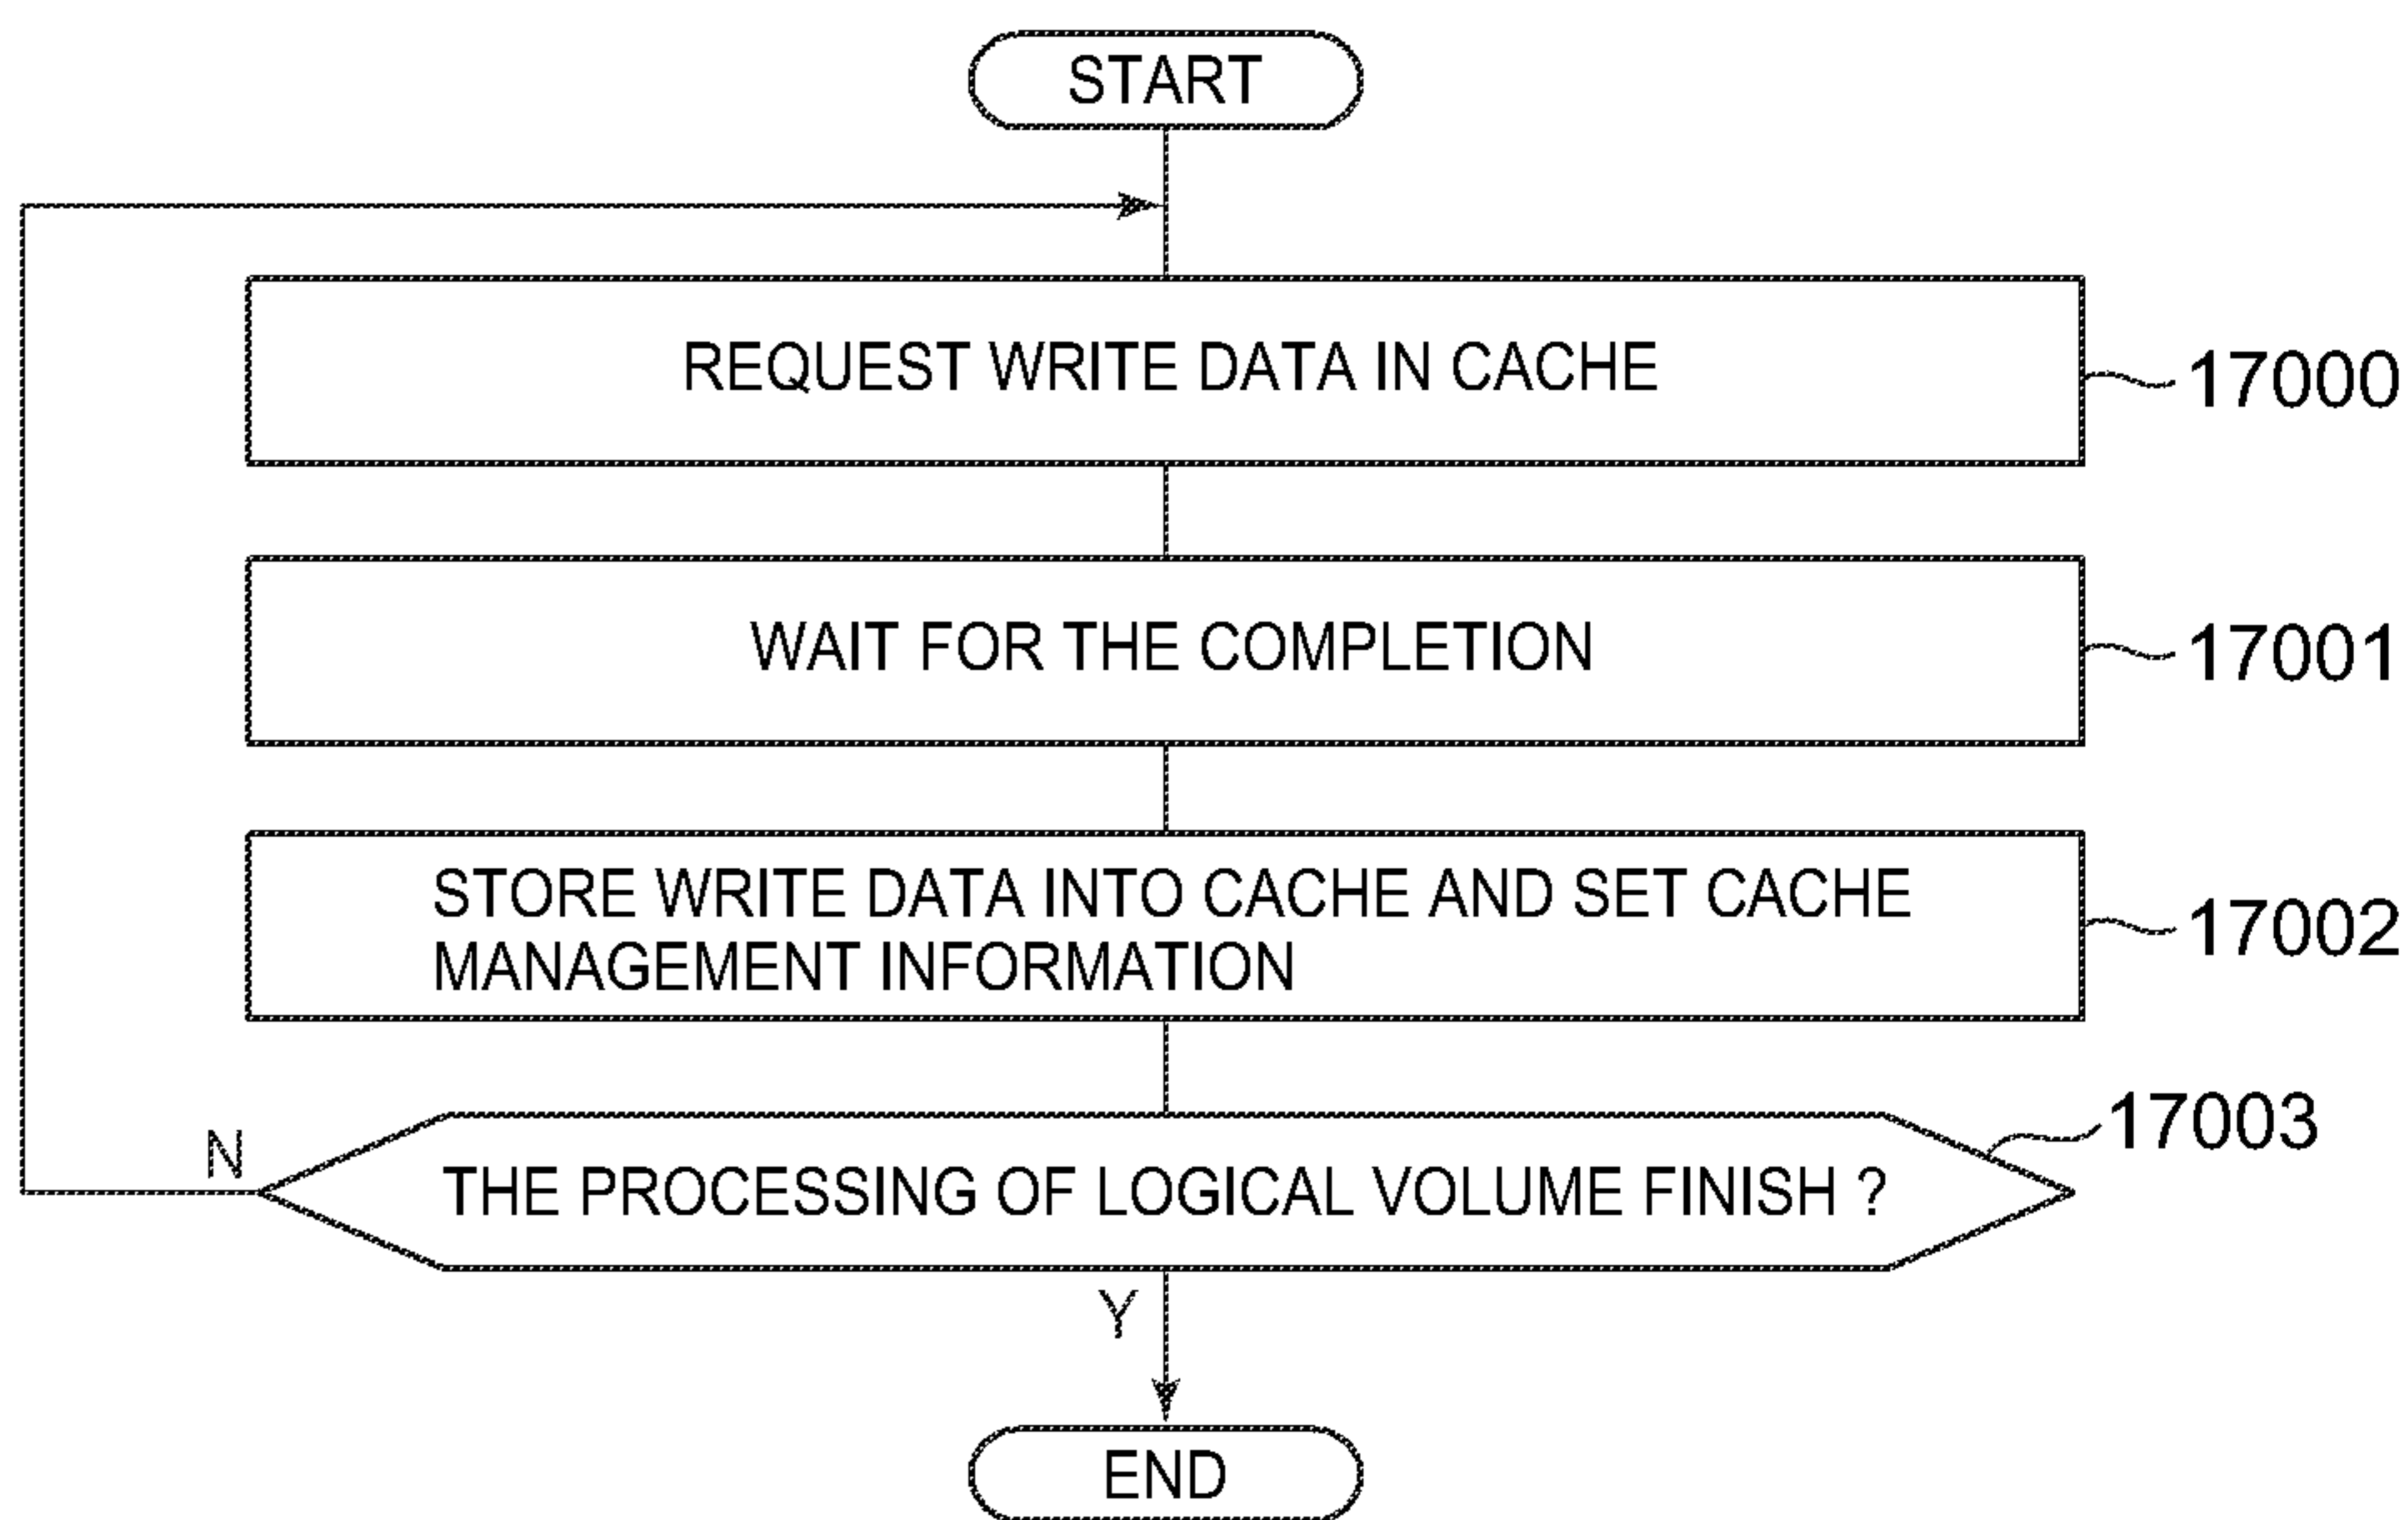 START
REQUEST WRITE DATA IN CACHE
17000
WAIT FOR THE COMPLETION
17001
STORE WRITE DATA INTO CACHE AND SET CACHE
MANAGEMENT INFORMATION
17002
17003
N
THE PROCESSING OF LOGICAL VOLUME FINISH ?
Y
END